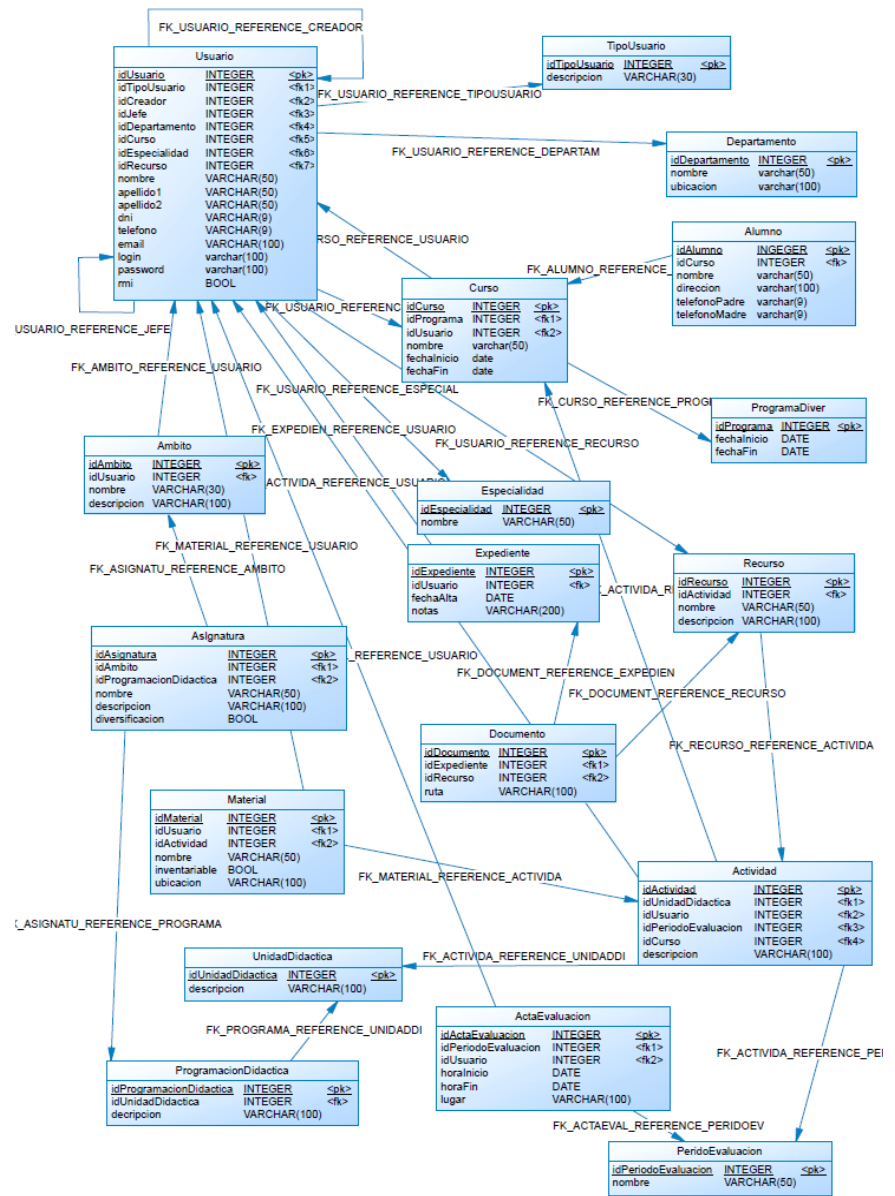 FK_USUARIO_REFERENCE_CREADOR
Usuario
idUsuario INTEGER <pk>
idTipoUsuario INTEGER <fk1>
idCreador INTEGER <fk2>
idJefe INTEGER <fk3>
idDepartamento INTEGER <fk4>
idCurso INTEGER <fk5>
idEspecialidad INTEGER <fk6>
idRecurso INTEGER <fk7>
nombre VARCHAR(50)
apellido1 VARCHAR(50)
apellido2 VARCHAR(50)
dni VARCHAR(9)
telefono VARCHAR(9)
email VARCHAR(100)
login varchar(100)
password varchar(100)
rmi BOOL
TipoUsuario
idTipoUsuario INTEGER <pk>
descripcion VARCHAR(30)
FK_USUARIO_REFERENCE_TIPOUSUARIO
Departamento
idDepartamento INTEGER <pk>
nombre varchar(50)
ubicacion varchar(100)
FK_USUARIO_REFERENCE_DEPARTAM
Alumno
idAlumno INGEGER <pk>
idCurso INTEGER <fk>
nombre varchar(50)
direccion varchar(100)
telefonoPadre varchar(9)
telefonoMadre varchar(9)
RSO_REFERENCE_USUARIO
FK_ALUMNO_REFERENCE_
Curso
idCurso INTEGER <pk>
idPrograma INTEGER <fk1>
idUsuario INTEGER <fk2>
nombre varchar(50)
fechaInicio date
fechaFin date
FK_USUARIO_REFERENC
USUARIO_REFERENCE_JEFE
FK_AMBITO_REFERENCE_USUARIO
FK_USUARIO_REFERENCE_ESPECIAL
FK_CURSO_REFERENCE_PROG
ProgramaDiver
idPrograma INTEGER <pk>
fechaInicio DATE
fechaFin DATE
FK_EXPEDIEN_REFERENCE_USUARIO
FK_USUARIO_REFERENCE_RECURSO
Ambito
idAmbito INTEGER <pk>
idUsuario INTEGER <fk>
nombre VARCHAR(30)
descripcion VARCHAR(100)
ACTIVIDA_REFERENCE_USUARIO
Especialidad
idEspecialidad INTEGER <pk>
nombre VARCHAR(50)
FK_MATERIAL_REFERENCE_USUARIO
FK_ASIGNATU_REFERENCE_AMBITO
Expediente
idExpediente INTEGER <pk>
idUsuario INTEGER <fk>
fechaAlta DATE
notas VARCHAR(200)
_ACTIVIDA_RE
Recurso
idRecurso INTEGER <pk>
idActividad INTEGER <fk>
nombre VARCHAR(50)
descripcion VARCHAR(100)
Asignatura
idAsignatura INTEGER <pk>
idAmbito INTEGER <fk1>
idProgramacionDidactica INTEGER <fk2>
nombre VARCHAR(50)
descripcion VARCHAR(100)
diversificacion BOOL
_REFERENCE_USUARIO
FK_DOCUMENT_REFERENCE_EXPEDIEN
FK_DOCUMENT_REFERENCE_RECURSO
Documento
idDocumento INTEGER <pk>
idExpediente INTEGER <fk1>
idRecurso INTEGER <fk2>
ruta VARCHAR(100)
FK_RECURSO_REFERENCE_ACTIVIDA
Material
idMaterial INTEGER <pk>
idUsuario INTEGER <fk1>
idActividad INTEGER <fk2>
nombre VARCHAR(50)
inventariable BOOL
ubicacion VARCHAR(100)
FK_MATERIAL_REFERENCE_ACTIVIDA
Actividad
idActividad INTEGER <pk>
idUnidadDidactica INTEGER <fk1>
idUsuario INTEGER <fk2>
idPeriodoEvaluacion INTEGER <fk3>
idCurso INTEGER <fk4>
descripcion VARCHAR(100)
_ASIGNATU_REFERENCE_PROGRAMA
UnidadDidactica
idUnidadDidactica INTEGER <pk>
descripcion VARCHAR(100)
FK_ACTIVIDA_REFERENCE_UNIDADDI
FK_PROGRAMA_REFERENCE_UNIDADDI
ActaEvaluacion
idActaEvaluacion INTEGER <pk>
idPeriodoEvaluacion INTEGER <fk1>
idUsuario INTEGER <fk2>
horaInicio DATE
horaFin DATE
lugar VARCHAR(100)
FK_ACTIVIDA_REFERENCE_PE
ProgramacionDidactica
idProgramacionDidactica INTEGER <pk>
idUnidadDidactica INTEGER <fk>
decripcion VARCHAR(100)
FK_ACTAEVAL_REFERENCE_PERIDOEV
PeridoEvaluacion
idPeriodoEvaluacion INTEGER <pk>
nombre VARCHAR(50)